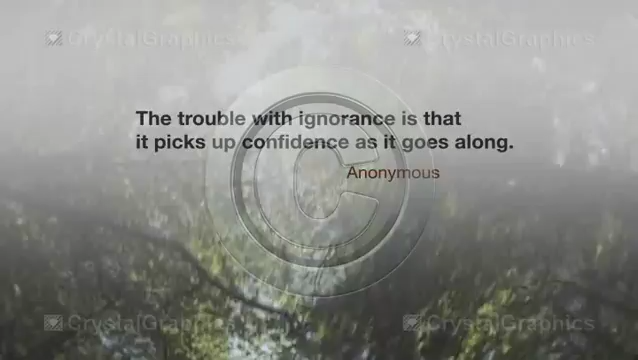 CrystalGraphics CrystalGraphics
The trouble with ignorance is that
it picks up confidence as it goes along.
Anonymous
©
CrystalGraphics CrystalGraphics